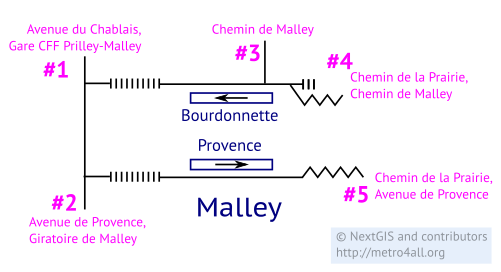 Avenue du Chablais,
Gare CFF Prilley-Malley
#1
Chemin de Malley
#3
#4
Chemin de la Prairie,
Chemin de Malley
Bourdonnette
Provence
#2
Avenue de Provence,
Giratoire de Malley
Malley
#5
Chemin de la Prairie,
Avenue de Provence
© NextGIS and contributors
http://metro4all.org